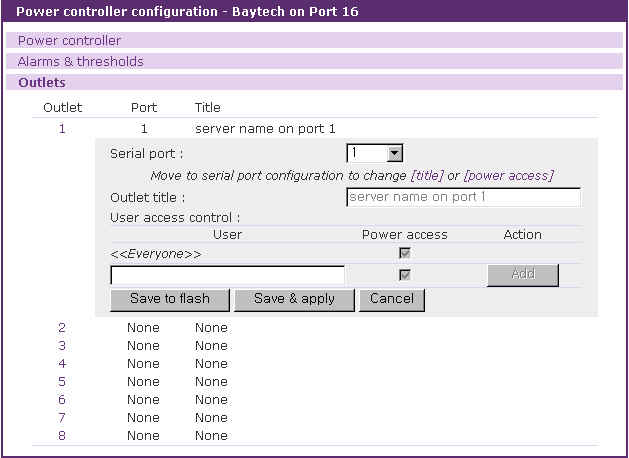 Power controller configuration - Baytech on Port 16
Power controller
Alarms & thresholds
Outlets
Outlet Port Title
1 1 server name on port 1
Serial port : 1
Move to serial port configuration to change [title] or [power access]
Outlet title : server name on port 1
User access control :
User Power access Action
<<Everyone>>
Add
Save to flash Save & apply Cancel
2 None None
3 None None
4 None None
5 None None
6 None None
7 None None
8 None None